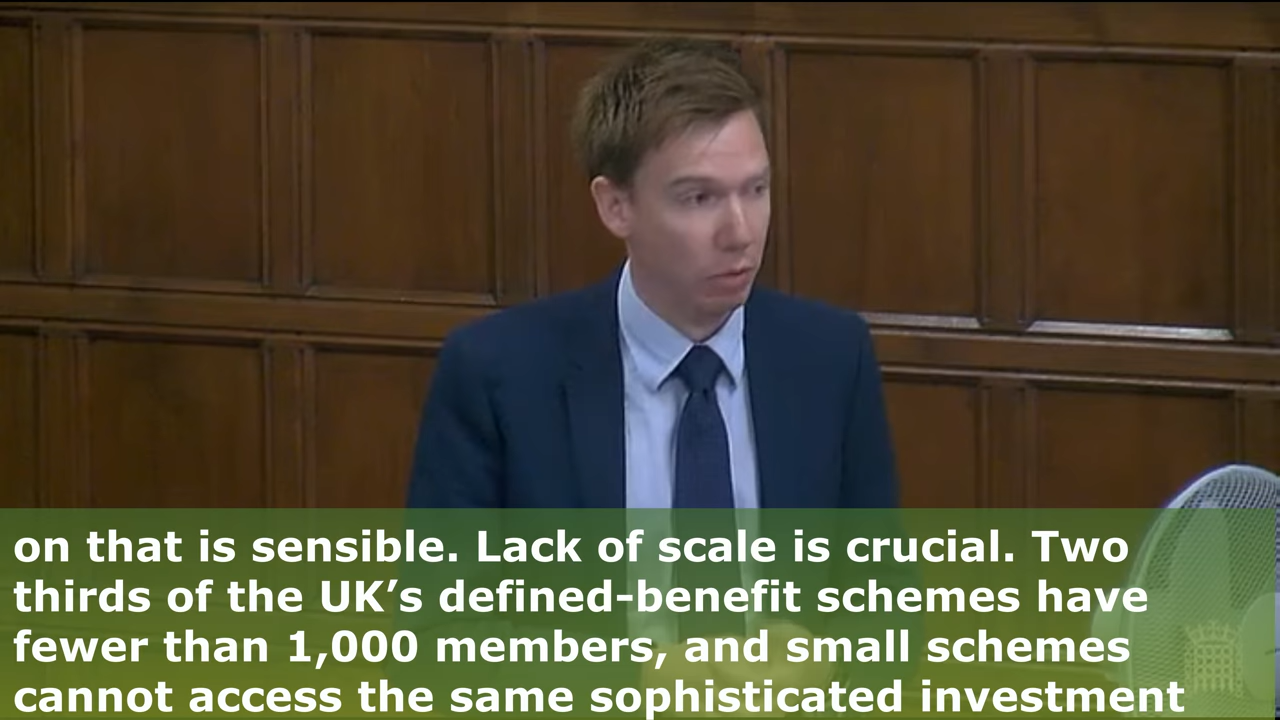 on that is sensible. Lack of scale is crucial. Two
thirds of the UK’s defined-benefit schemes have
fewer than 1,000 members, and small schemes
cannot access the same sophisticated investment